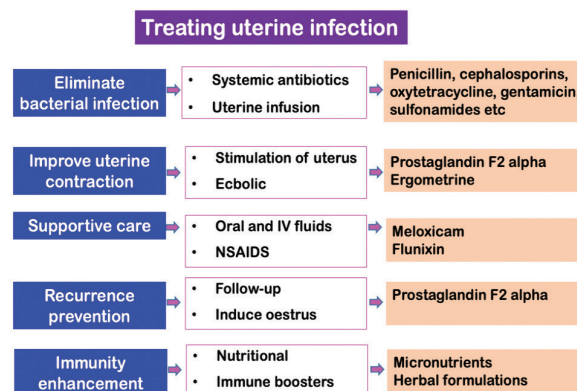 Treating uterine infection
Eliminate
bacterial infection
• Systemic antibiotics
• Uterine infusion
Penicillin, cephalosporins,
oxytetracycline, gentamicin
sulfonamides etc
Improve uterine
contraction
• Stimulation of uterus
• Ecbolic
Prostaglandin F2 alpha
Ergometrine
Supportive care
• Oral and IV fluids
• NSAIDS
Meloxicam
Flunixin
Recurrence
prevention
• Follow-up
• Induce oestrus
Prostaglandin F2 alpha
Immunity
enhancement
• Nutritional
• Immune boosters
Micronutrients
Herbal formulations